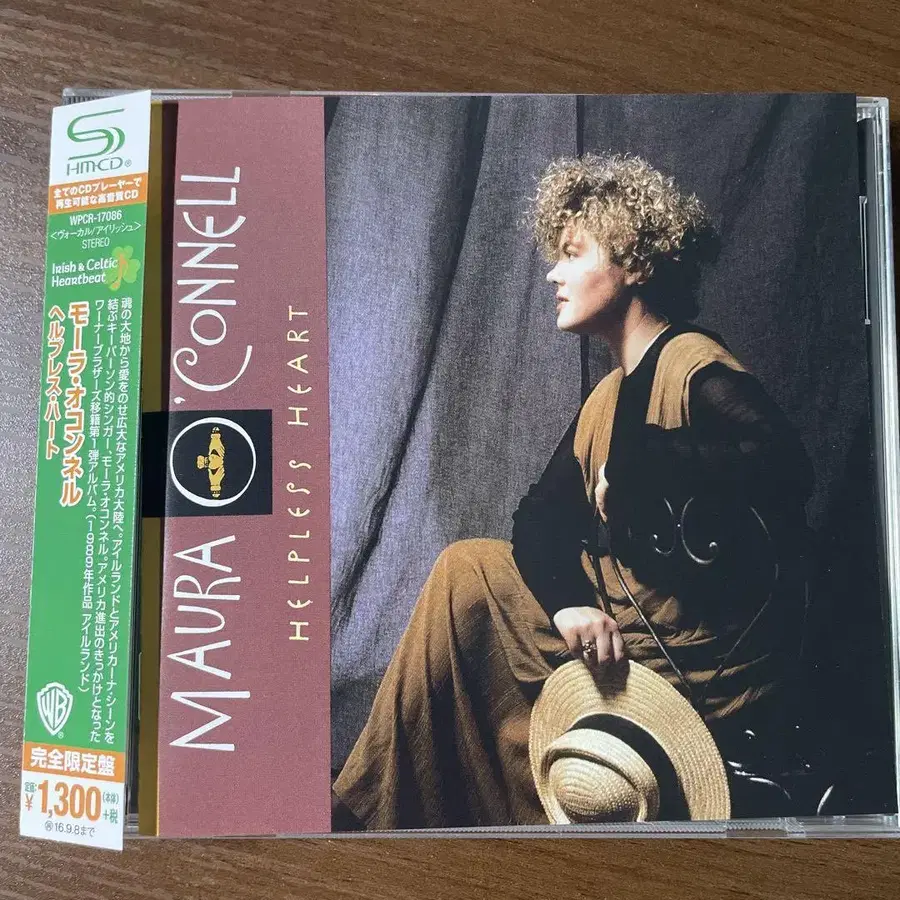 SHM-CD®
全てのCDプレーヤーで
再生可能な高音質CD
WPCR-17086
<ヴォーカル/アイリッシュ>
STEREO
Irish & Celtic
Heartbeat
魂の大地から愛をのせ広大なアメリカ大陸へ。アイルランドとアメリカーナ・シーンを
結ぶキーパーソン的シンガー、モーラ・オコンネル。アメリカ進出のきっかけとなった
ワーナーブラザーズ移籍第1弾アルバム。(1989年作品 アイルランド)
モーラ・オコンネル
ヘルプレス・ハート
WB
完全限定盤
定価:¥1,300(本体)+税
16.9.8まで
MAURA O'CONNELL
HELPLESS HEART